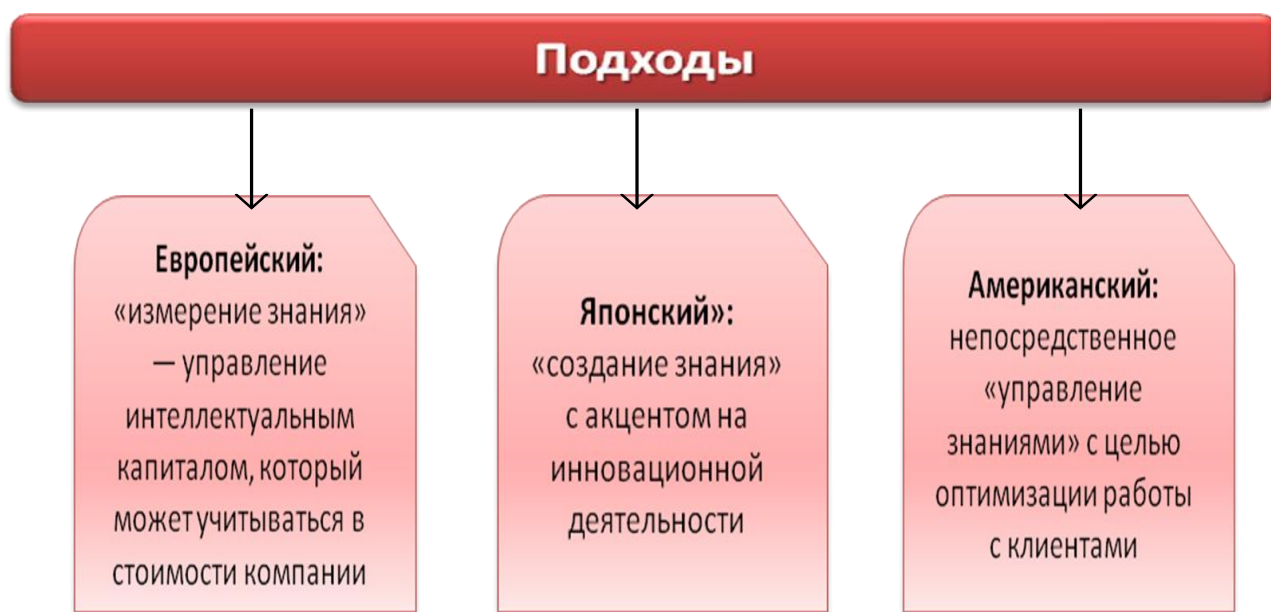 Подходы
Европейский:
«измерение знания»
— управление
интеллектуальным
капиталом, который
может учитываться в
стоимости компании
Японский»:
«создание знания»
с акцентом на
инновационной
деятельности
Американский:
непосредственное
«управление
знаниями» с целью
оптимизации работы
с клиентами